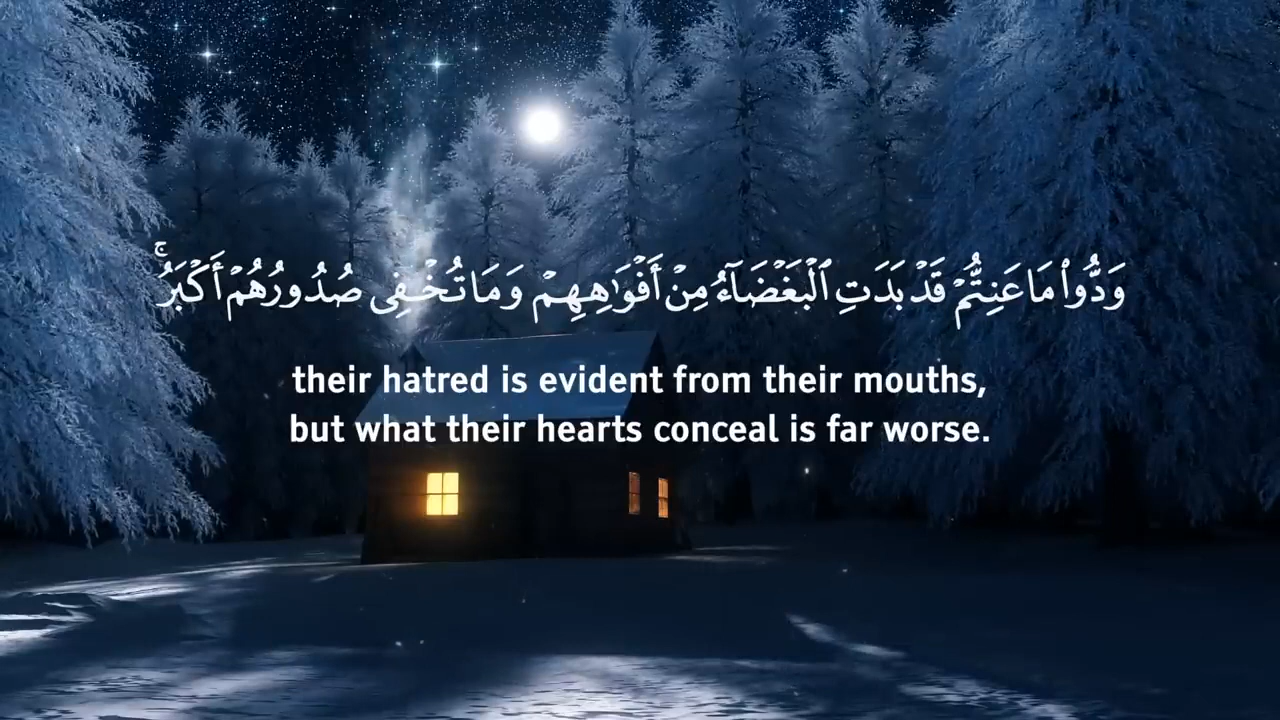 وَدُّوا۟ مَا عَنِتُّمْ قَدْ بَدَتِ ٱلْبَغْضَآءُ مِنْ أَفْوَٰهِهِمْ وَمَا تُخْفِى صُدُورُهُمْ أَكْبَرُ ۚ
their hatred is evident from their mouths,
but what their hearts conceal is far worse.